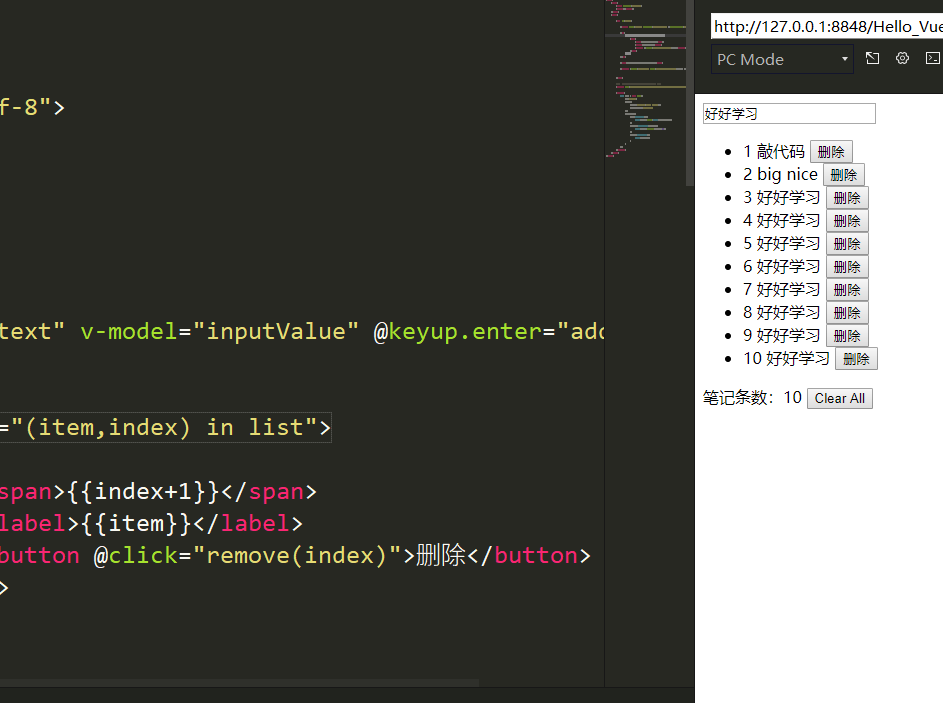 f-8">
text" v-model="inputValue" @keyup.enter="add
="(item,index) in list">
span>{{index+1}}</span>
label>{{item}}</label>
button @click="remove(index)">删除</button>
>
http://127.0.0.1:8848/Hello_Vue
PC Mode
好好学习
1 敲代码 删除
2 big nice 删除
3 好好学习 删除
4 好好学习 删除
5 好好学习 删除
6 好好学习 删除
7 好好学习 删除
8 好好学习 删除
9 好好学习 删除
10 好好学习 删除
笔记条数：10 Clear All